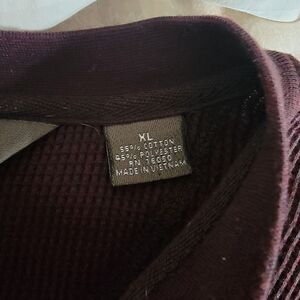 XL
55% COTTON
45% POLYESTER
RN 76050
MADE IN VIETNAM